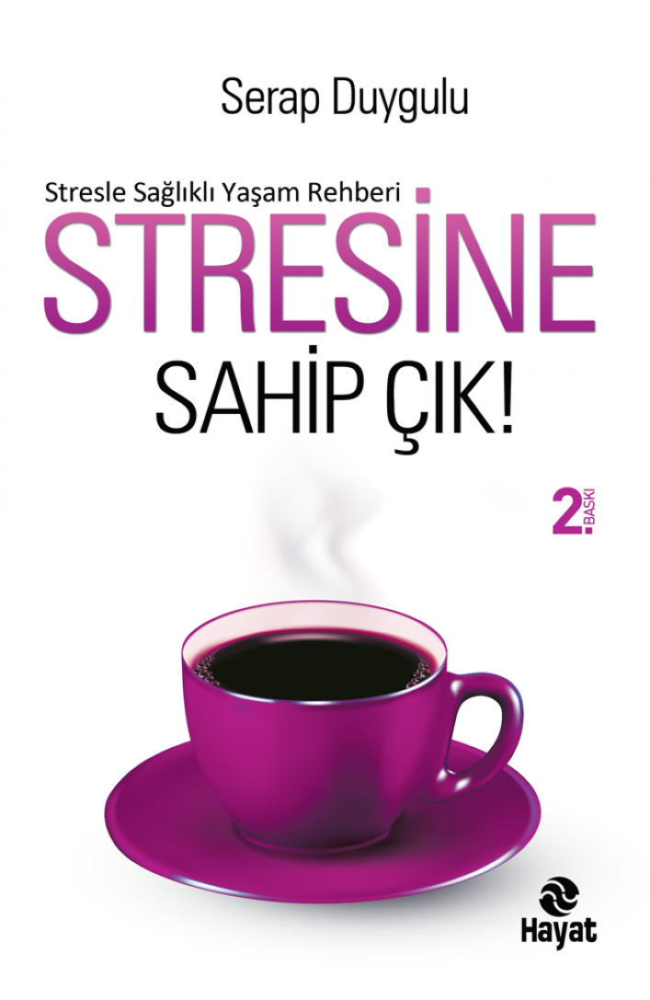 Serap Duygulu
Stresle Sağlıklı Yaşam Rehberi
STRESİNE
SAHİP ÇIK!
2. BASKI
Hayat